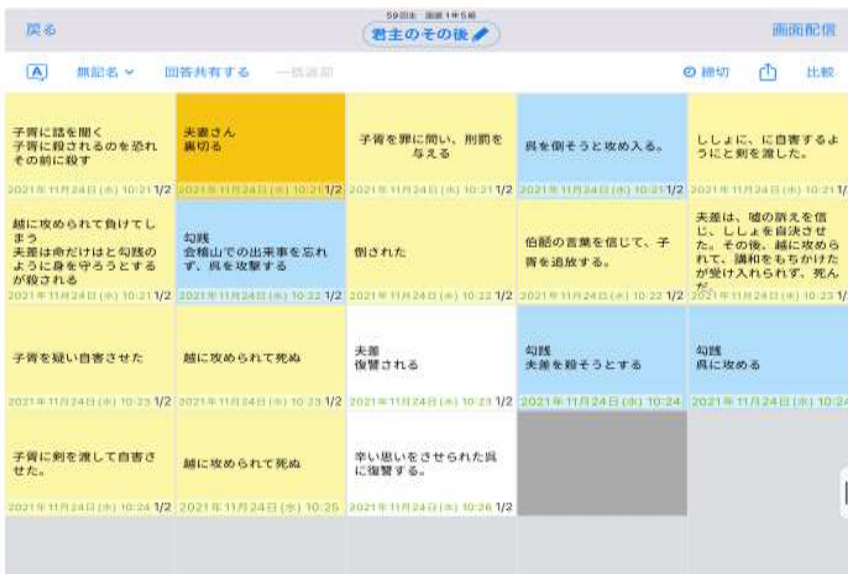 59回生 国語1年5組
戻る
君主のその後
画面配信
A
無記名
回答共有する
締切
比較
子胥に話を聞く
子胥に殺されるのを恐れ
その前に殺す
2021年11月24日(水) 10:21 1/2
夫妻さん
裏切る
2021年11月24日(水) 10:21 1/2
子胥を罪に問い、刑罰を
与える
2021年11月24日(水) 10:21 1/2
呉を倒そうと攻め入る。
2021年11月24日(水) 10:21 1/2
ししょに、に自害するよ
うにと剣を渡した。
2021年11月24日(水) 10:21 1/
越に攻められて負けてし
まう
夫差は命だけはと勾践の
ように身を守ろうとする
が殺される
2021年11月24日(水) 10:21 1/2
勾践
会稽山での出来事を忘れ
ず、呉を攻撃する
2021年11月24日(水) 10:22 1/2
倒された
2021年11月24日(水) 10:22 1/2
伯嚭の言葉を信じて、子
胥を追放する。
2021年11月24日(水) 10:22 1/2
夫差は、嘘の訴えを信
じ、ししょを自決させ
た。その後、越に攻めら
れて、講和をもちかけた
が受け入れられず、死ん
だ。
2021年11月24日(水) 10:23 1/
子胥を疑い自害させた
2021年11月24日(水) 10:23 1/2
越に攻められて死ぬ
2021年11月24日(水) 10:23 1/2
夫差
復讐される
2021年11月24日(水) 10:23 1/2
勾践
夫差を殺そうとする
2021年11月24日(水) 10:24
勾践
呉に攻める
2021年11月24日(水) 10:24
子胥に剣を渡して自害さ
せた。
2021年11月24日(水) 10:24 1/2
越に攻められて死ぬ
2021年11月24日(水) 10:25
辛い思いをさせられた呉
に復讐する。
2021年11月24日(水) 10:26 1/2